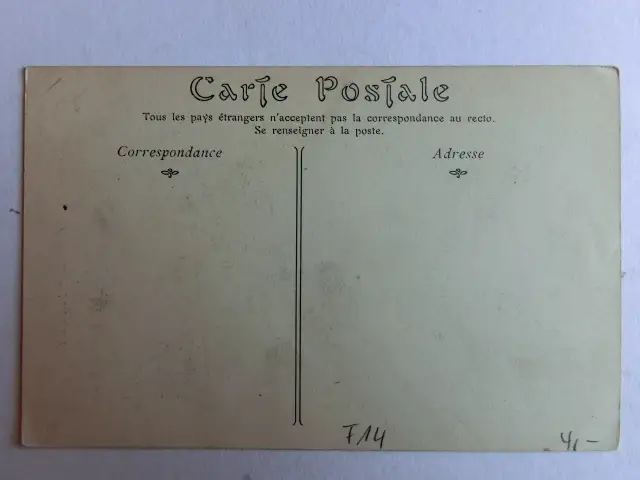 Carte Postale
Tous les pays étrangers n'acceptent pas la correspondance au recto.
Se renseigner à la poste.
Correspondance
Adresse
F14
4,-